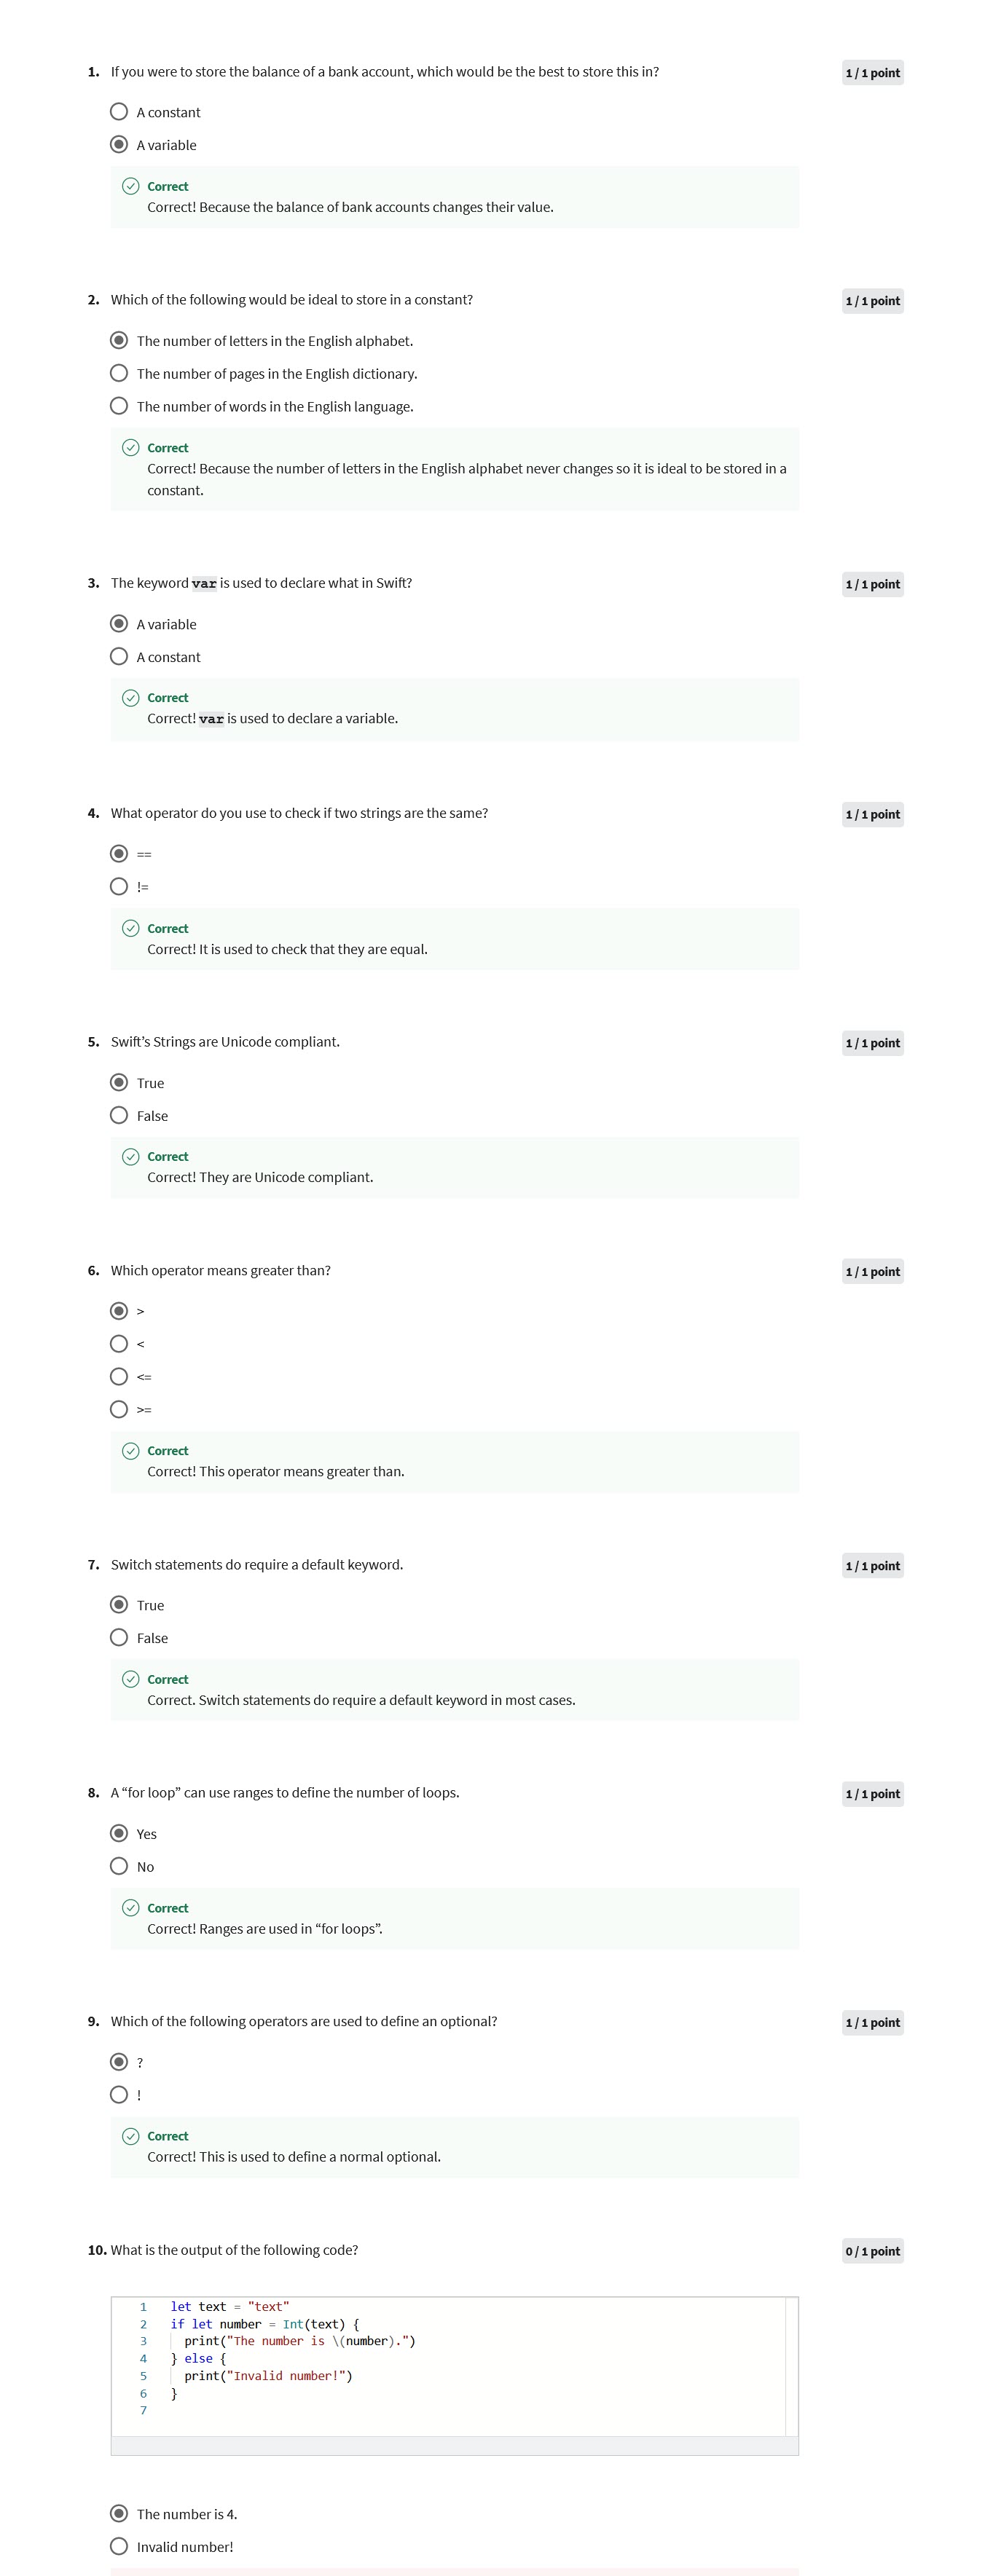 1. If you were to store the balance of a bank account, which would be the best to store this in?
1 / 1 point
A constant
A variable
Correct
Correct! Because the balance of bank accounts changes their value.
2. Which of the following would be ideal to store in a constant?
1 / 1 point
The number of letters in the English alphabet.
The number of pages in the English dictionary.
The number of words in the English language.
Correct
Correct! Because the number of letters in the English alphabet never changes so it is ideal to be stored in a
constant.
3. The keyword var is used to declare what in Swift?
1 / 1 point
A variable
A constant
Correct
Correct! var is used to declare a variable.
4. What operator do you use to check if two strings are the same?
1 / 1 point
==
!=
Correct
Correct! It is used to check that they are equal.
5. Swift’s Strings are Unicode compliant.
1 / 1 point
True
False
Correct
Correct! They are Unicode compliant.
6. Which operator means greater than?
1 / 1 point
>
<
<=
>=
Correct
Correct! This operator means greater than.
7. Switch statements do require a default keyword.
1 / 1 point
True
False
Correct
Correct. Switch statements do require a default keyword in most cases.
8. A “for loop” can use ranges to define the number of loops.
1 / 1 point
Yes
No
Correct
Correct! Ranges are used in “for loops”.
9. Which of the following operators are used to define an optional?
1 / 1 point
?
!
Correct
Correct! This is used to define a normal optional.
10. What is the output of the following code?
0 / 1 point
1 let text = "text"
2 if let number = Int(text) {
3 print("The number is \(number).")
4 } else {
5 print("Invalid number!")
6 }
7
The number is 4.
Invalid number!